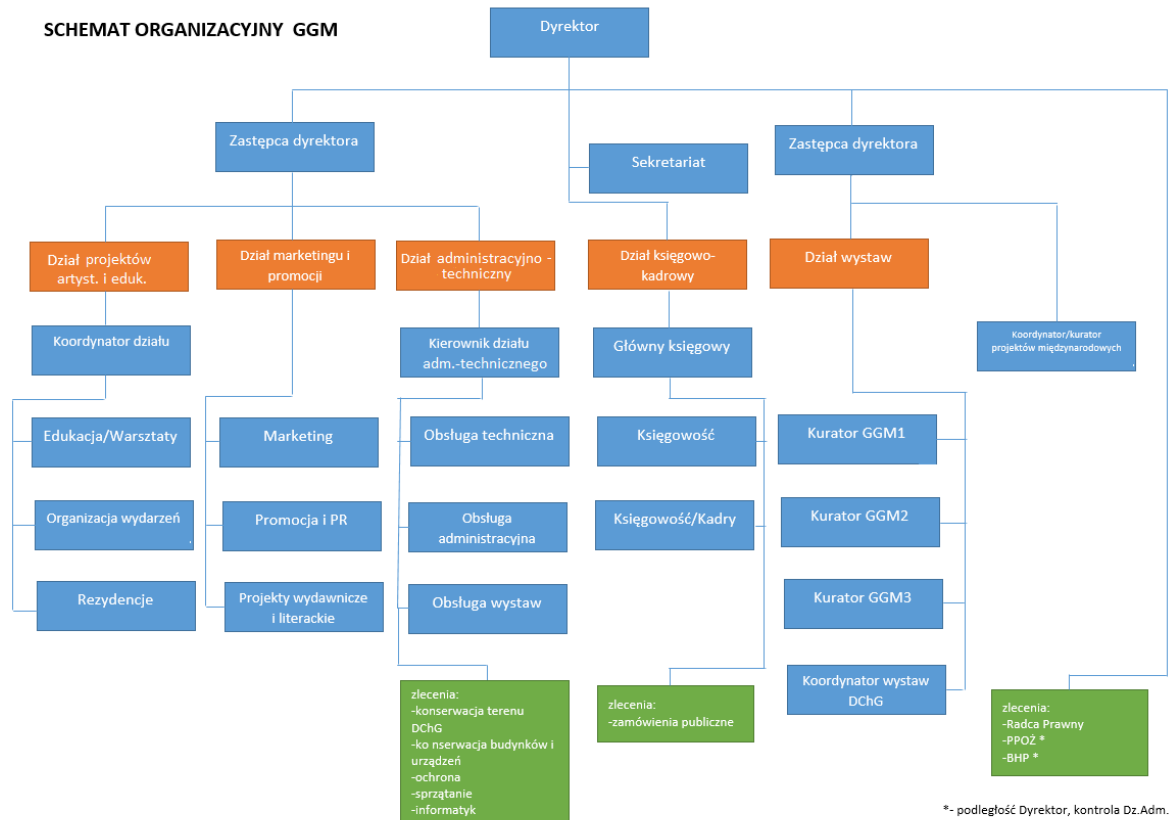 SCHEMAT ORGANIZACYJNY GGM
Dyrektor
Zastępca dyrektora
Sekretariat
Zastępca dyrektora
Dział projektów
artyst. i eduk.
Dział marketingu i
promocji
Dział administracyjno -
techniczny
Dział księgowo-
kadrowy
Dział wystaw
Koordynator działu
Kierownik działu
adm.-technicznego
Główny księgowy
Koordynator/kurator
projektów międzynarodowych
.
Edukacja/Warsztaty
Marketing
Obsługa techniczna
Księgowość
Kurator GGM1
Organizacja wydarzeń
.
Promocja i PR
Obsługa
administracyjna
Księgowość/Kadry
Kurator GGM2
Rezydencje
Projekty wydawnicze
i literackie
Obsługa wystaw
Kurator GGM3
Koordynator wystaw
DChG
zlecenia:
-konserwacja terenu
DChG
-ko nserwacja budynków i
urządzeń
-ochrona
-sprzątanie
-informatyk
zlecenia:
-zamówienia publiczne
zlecenia:
-Radca Prawny
-PPOŻ *
-BHP *
*- podległość Dyrektor, kontrola Dz.Adm.